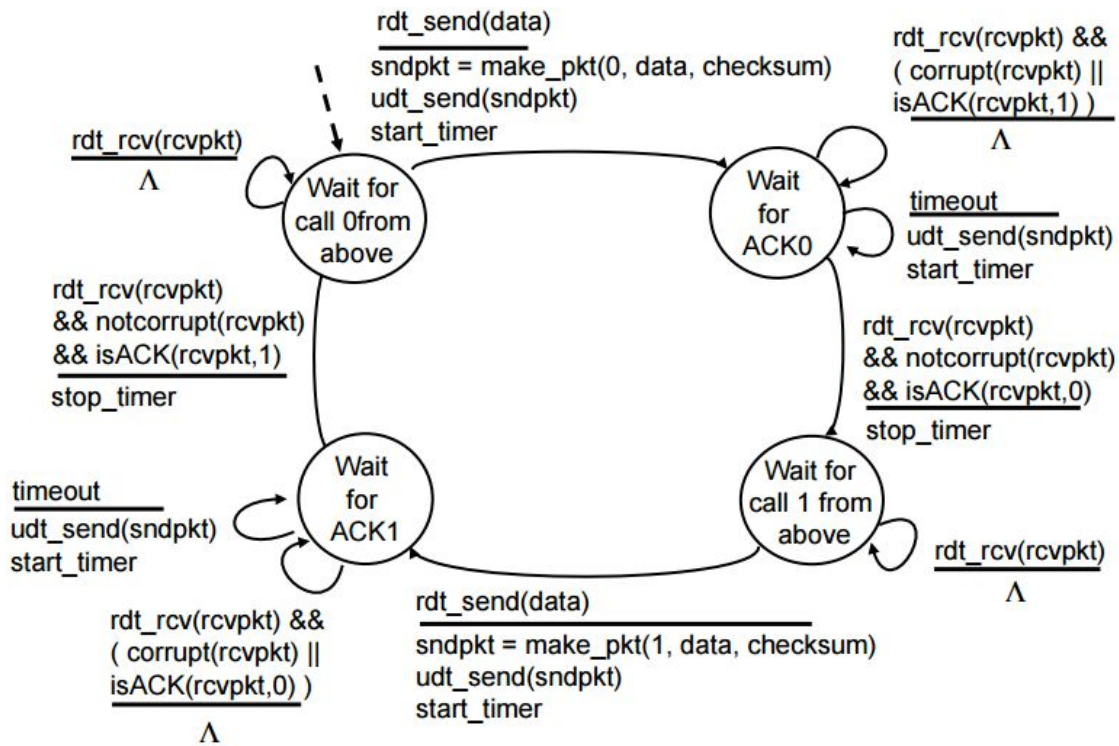 rdt_send(data)
sndpkt = make_pkt(0, data, checksum)
udt_send(sndpkt)
start_timer
rdt_rcv(rcvpkt) &&
( corrupt(rcvpkt) ||
isACK(rcvpkt,1) )
Λ
rdt_rcv(rcvpkt)
Λ
Wait for
call 0from
above
Wait
for
ACK0
timeout
udt_send(sndpkt)
start_timer
rdt_rcv(rcvpkt)
&& notcorrupt(rcvpkt)
&& isACK(rcvpkt,1)
stop_timer
rdt_rcv(rcvpkt)
&& notcorrupt(rcvpkt)
&& isACK(rcvpkt,0)
stop_timer
timeout
udt_send(sndpkt)
start_timer
Wait
for
ACK1
Wait for
call 1 from
above
rdt_rcv(rcvpkt)
Λ
rdt_rcv(rcvpkt) &&
( corrupt(rcvpkt) ||
isACK(rcvpkt,0) )
Λ
rdt_send(data)
sndpkt = make_pkt(1, data, checksum)
udt_send(sndpkt)
start_timer